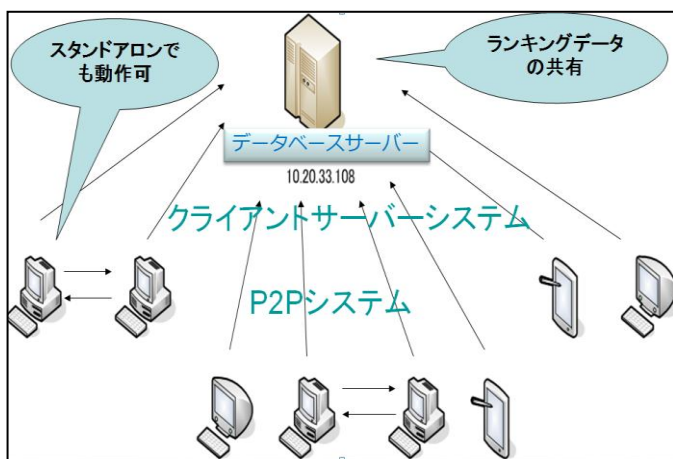 スタンドアロンで
も動作可
ランキングデータ
の共有
データベースサーバー
10.20.33.108
クライアントサーバーシステム
P2Pシステム